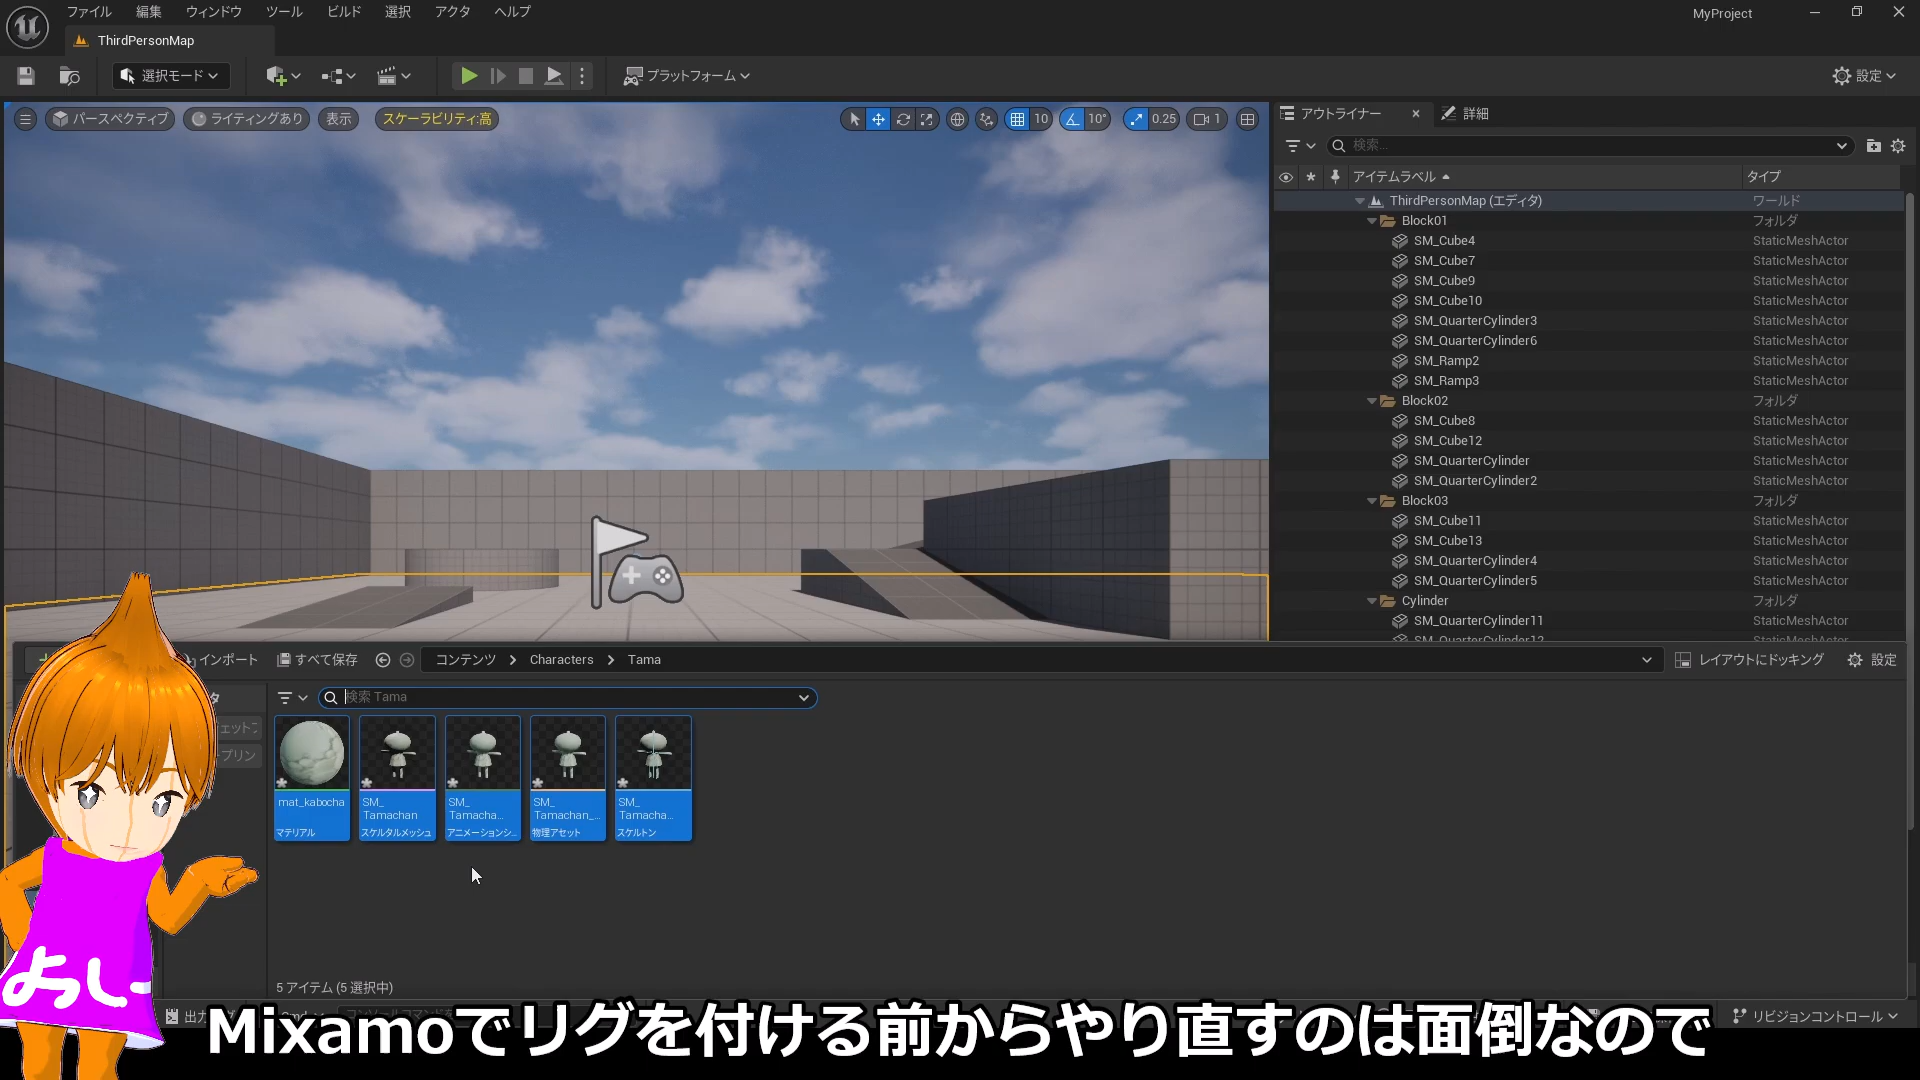 ファイル 編集 ウィンドウ ツール ビルド 選択 アクタ ヘルプ
MyProject
ThirdPersonMap
選択モード
プラットフォーム
設定
パースペクティブ ライティングあり 表示 スケーラビリティ:高
10 10° 0.25 1
アウトライナー
詳細
検索...
アイテムラベル タイプ
ThirdPersonMap (エディタ) ワールド
Block01 フォルダ
SM_Cube4 StaticMeshActor
SM_Cube7 StaticMeshActor
SM_Cube9 StaticMeshActor
SM_Cube10 StaticMeshActor
SM_QuarterCylinder3 StaticMeshActor
SM_QuarterCylinder6 StaticMeshActor
SM_Ramp2 StaticMeshActor
SM_Ramp3 StaticMeshActor
Block02 フォルダ
SM_Cube8 StaticMeshActor
SM_Cube12 StaticMeshActor
SM_QuarterCylinder StaticMeshActor
SM_QuarterCylinder2 StaticMeshActor
Block03 フォルダ
SM_Cube11 StaticMeshActor
SM_Cube13 StaticMeshActor
SM_QuarterCylinder4 StaticMeshActor
SM_QuarterCylinder5 StaticMeshActor
Cylinder フォルダ
SM_QuarterCylinder11 StaticMeshActor
SM_QuarterCylinder12 StaticMeshActor
インポート すべて保存 コンテンツ Characters Tama
レイアウトにドッキング 設定
検索 Tama
mat_kabocha
マテリアル
SM_
Tamachan
スケルタルメッシュ
SM_
Tamacha...
アニメーションシ...
SM_
Tamachan_...
物理アセット
SM_
Tamacha...
スケルトン
5 アイテム (5 選択中)
よし
リビジョンコントロール
Mixamoでリグを付ける前からやり直すのは面倒なので